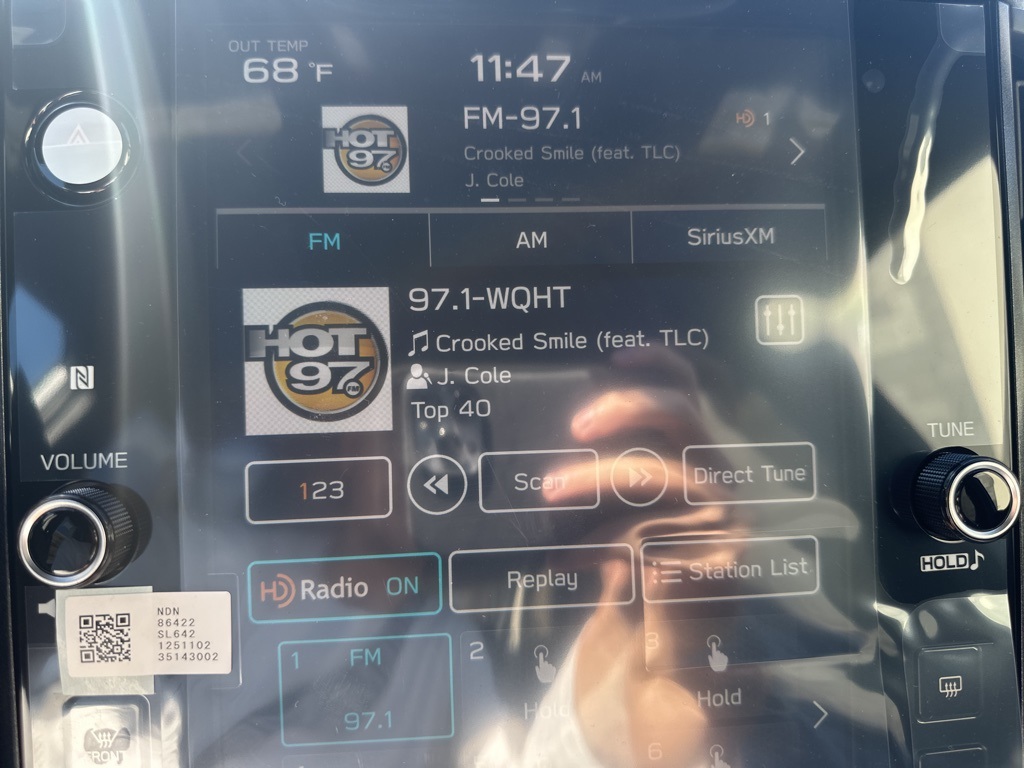 OUT TEMP
68 °F
11:47 AM
HOT
97
FM-97.1
HD 1
Crooked Smile (feat. TLC)
J. Cole
FM
AM
SiriusXM
HOT
97
FM
97.1-WQHT
Crooked Smile (feat. TLC)
J. Cole
Top 40
VOLUME
TUNE
123
Scan
Direct Tune
HOLD
HD Radio ON
Replay
Station List
NDN
86422
SL642
1251102
35143002
1 FM
97.1
2
Hold
3
Hold
6
FRONT